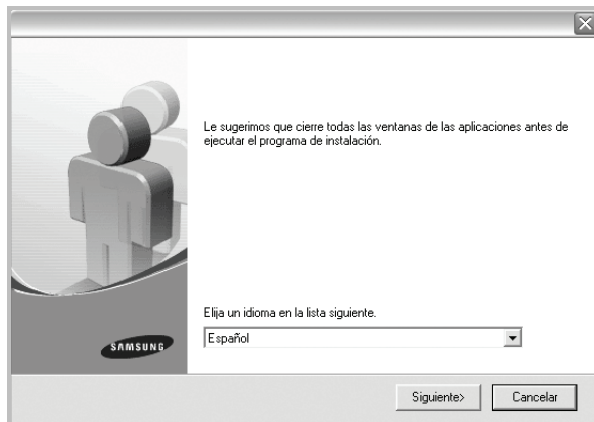 Le sugerimos que cierre todas las ventanas de las aplicaciones antes de
ejecutar el programa de instalación.
Elija un idioma en la lista siguiente.
Español
SAMSUNG
Siguiente>
Cancelar